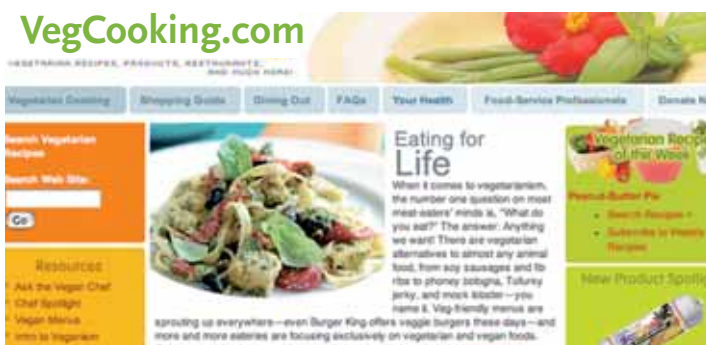 VegCooking.com
VEGETARIAN RECIPES, PRODUCTS, RESTAURANTS,
AND MUCH MORE!
Vegetarian Cooking Shopping Guide Dining Out FAQs Your Health Food-Service Professionals Donate
Search Vegetarian
Recipes
Search Web Site:
Go
Resources
Ask the Vegan Chef
Chef Spotlight
Vegan Menus
Intro to Veganism
Eating for
Life
When it comes to vegetarianism,
the number one question on most
meat-eaters' minds is, "What do
you eat?" The answer: Anything
we want! There are vegetarian
alternatives to almost any animal
food, from soy sausages and fib
ribs to phoney bologna, Tofurky
jerky, and mock lobster—you
name it. Veg-friendly menus are
sprouting up everywhere—even Burger King offers veggie burgers these days—and
more and more eateries are focusing exclusively on vegetarian and vegan foods.
Vegetarian Recip
of the Week
Peanut-Butter Pie
Search Recipes »
Subscribe to Weekly
Recipes
New Product Spotlig